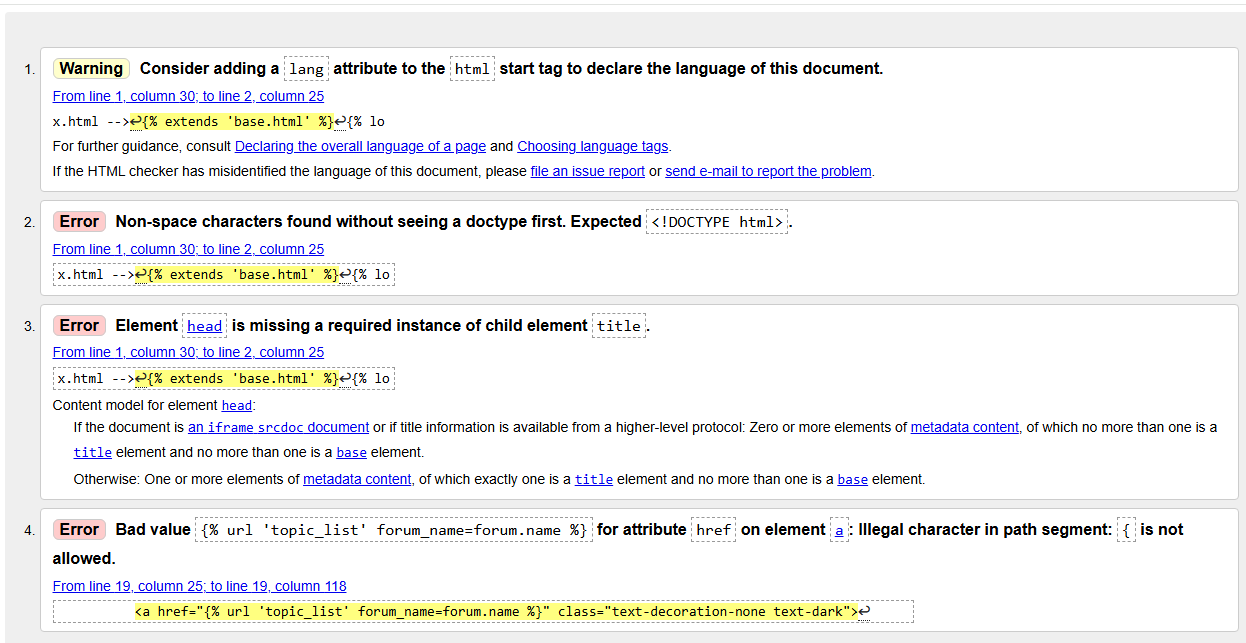 1. Warning Consider adding a lang attribute to the html start tag to declare the language of this document.
From line 1, column 30; to line 2, column 25
x.html -->↩{% extends 'base.html' %}↩{% lo
For further guidance, consult Declaring the overall language of a page and Choosing language tags.
If the HTML checker has misidentified the language of this document, please file an issue report or send e-mail to report the problem.
2. Error Non-space characters found without seeing a doctype first. Expected <!DOCTYPE html>.
From line 1, column 30; to line 2, column 25
x.html -->↩{% extends 'base.html' %}↩{% lo
3. Error Element head is missing a required instance of child element title.
From line 1, column 30; to line 2, column 25
x.html -->↩{% extends 'base.html' %}↩{% lo
Content model for element head:
If the document is an iframe srcdoc document or if title information is available from a higher-level protocol: Zero or more elements of metadata content, of which no more than one is a
title element and no more than one is a base element.
Otherwise: One or more elements of metadata content, of which exactly one is a title element and no more than one is a base element.
4. Error Bad value {% url 'topic_list' forum_name=forum.name %} for attribute href on element a: Illegal character in path segment: { is not
allowed.
From line 19, column 25; to line 19, column 118
<a href="{% url 'topic_list' forum_name=forum.name %}" class="text-decoration-none text-dark">↩